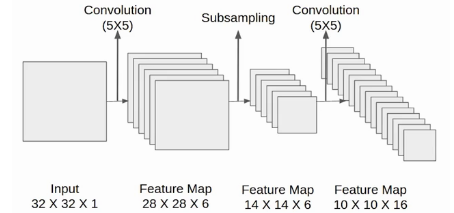 Convolution
(5X5)
Subsampling
Convolution
(5X5)
Input
32 X 32 X 1
Feature Map
28 X 28 X 6
Feature Map
14 X 14 X 6
Feature Map
10 X 10 X 16